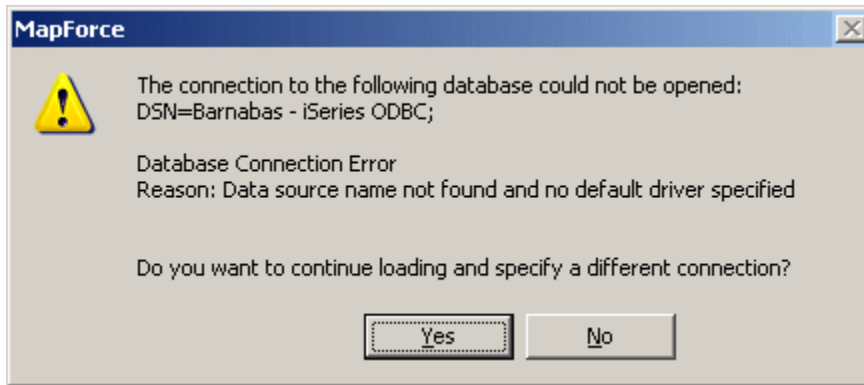 MapForce
The connection to the following database could not be opened:
DSN=Barnabas - iSeries ODBC;
Database Connection Error
Reason: Data source name not found and no default driver specified
Do you want to continue loading and specify a different connection?
Yes No